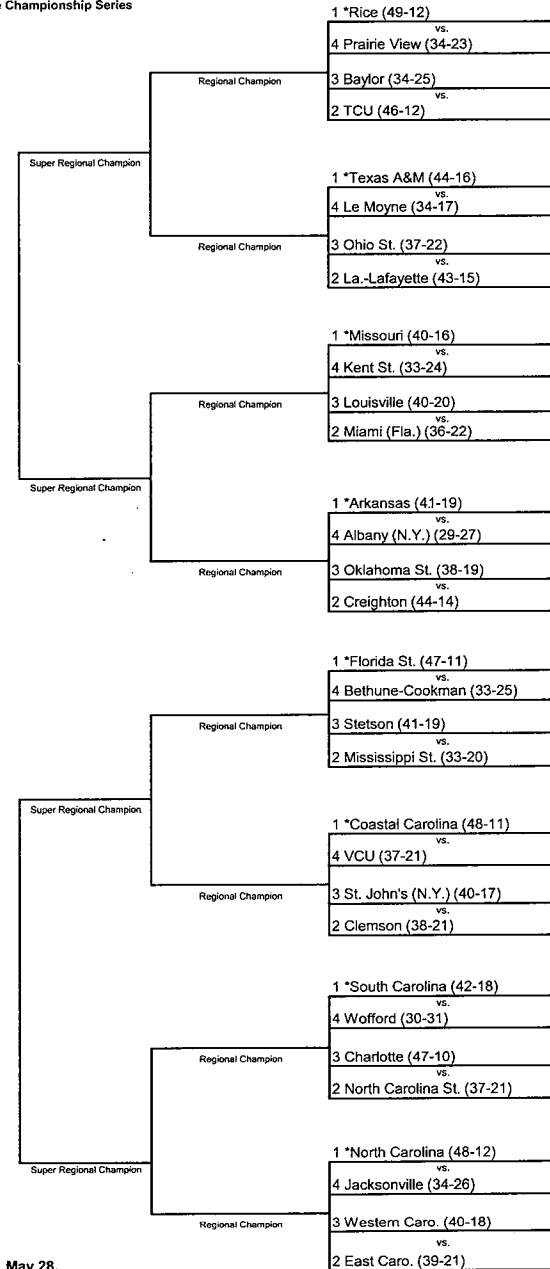 e Championship Series
1 *Rice (49-12)
vs.
4 Prairie View (34-23)
Regional Champion
3 Baylor (34-25)
vs.
2 TCU (46-12)
Super Regional Champion
1 *Texas A&M (44-16)
vs.
4 Le Moyne (34-17)
Regional Champion
3 Ohio St. (37-22)
vs.
2 La.-Lafayette (43-15)
1 *Missouri (40-16)
vs.
4 Kent St. (33-24)
Regional Champion
3 Louisville (40-20)
vs.
2 Miami (Fla.) (36-22)
Super Regional Champion
1 *Arkansas (41-19)
vs.
4 Albany (N.Y.) (29-27)
Regional Champion
3 Oklahoma St. (38-19)
vs.
2 Creighton (44-14)
1 *Florida St. (47-11)
vs.
4 Bethune-Cookman (33-25)
Regional Champion
3 Stetson (41-19)
vs.
2 Mississippi St. (33-20)
Super Regional Champion
1 *Coastal Carolina (48-11)
vs.
4 VCU (37-21)
Regional Champion
3 St. John's (N.Y.) (40-17)
vs.
2 Clemson (38-21)
1 *South Carolina (42-18)
vs.
4 Wofford (30-31)
Regional Champion
3 Charlotte (47-10)
vs.
2 North Carolina St. (37-21)
Super Regional Champion
1 *North Carolina (48-12)
vs.
4 Jacksonville (34-26)
Regional Champion
3 Western Caro. (40-18)
vs.
2 East Caro. (39-21)
May 28.